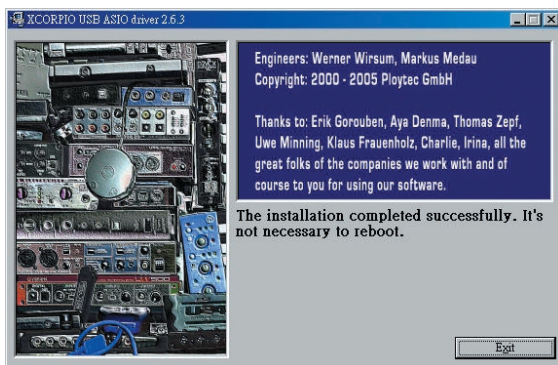 XCORPIO USB ASIO driver 2.6.3
Engineers: Werner Wirsum, Markus Medau
Copyright: 2000 - 2005 Ploytec GmbH
Thanks to: Erik Gorouben, Aya Denma, Thomas Zepf,
Uwe Minning, Klaus Frauenholz, Charlie, Irina, all the
great folks of the companies we work with and of
course to you for using our software.
The installation completed successfully. It's
not necessary to reboot.
Exit